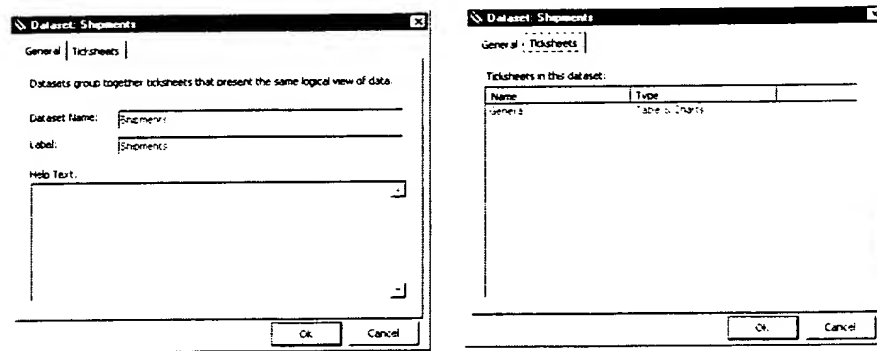 Dataset: Shipments
General Ticksheets
Datasets group together ticksheets that present the same logical view of data.
Dataset Name: Shipments
Label: Shipments
Help Text:
Ok Cancel
Dataset: Shipments
General Ticksheets
Ticksheets in this dataset:
Name Type
General Table & Charts
Ok Cancel